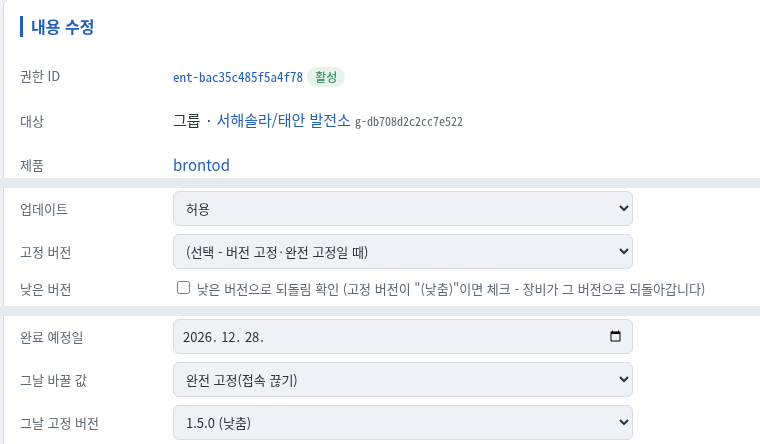 내용 수정
권한 ID ent-bac35c485f5a4f78 활성
대상 그룹 · 서해솔라/태안 발전소 g-db708d2c2cc7e522
제품 brontod
업데이트 허용
고정 버전 (선택 - 버전 고정·완전 고정일 때)
낮은 버전 낮은 버전으로 되돌림 확인 (고정 버전이 "(낮춤)"이면 체크 - 장비가 그 버전으로 되돌아갑니다)
완료 예정일 2026. 12. 28.
그날 바꿀 값 완전 고정(접속 끊기)
그날 고정 버전 1.5.0 (낮춤)